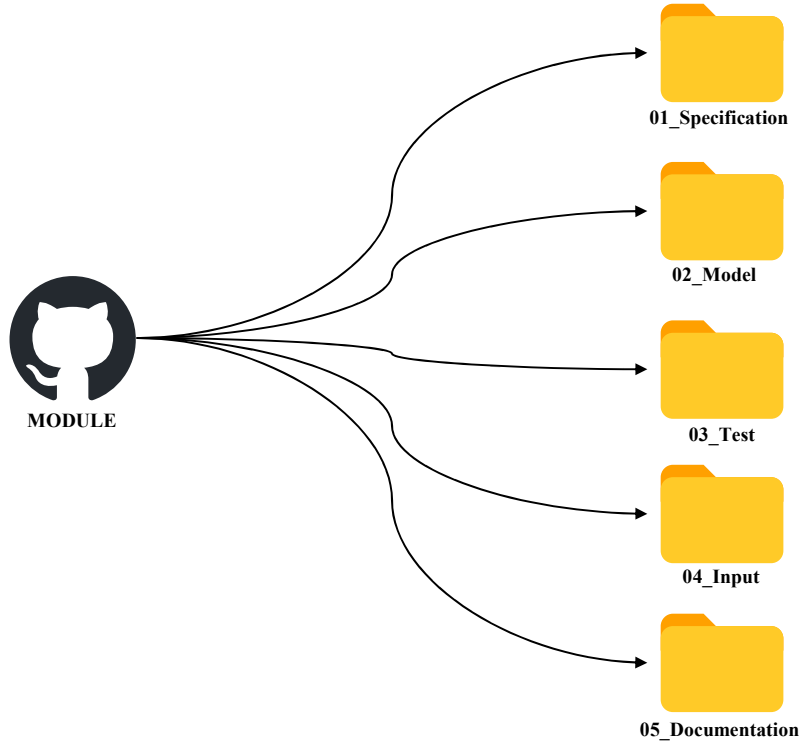 01_Specification
02_Model
MODULE
03_Test
04_Input
05_Documentation